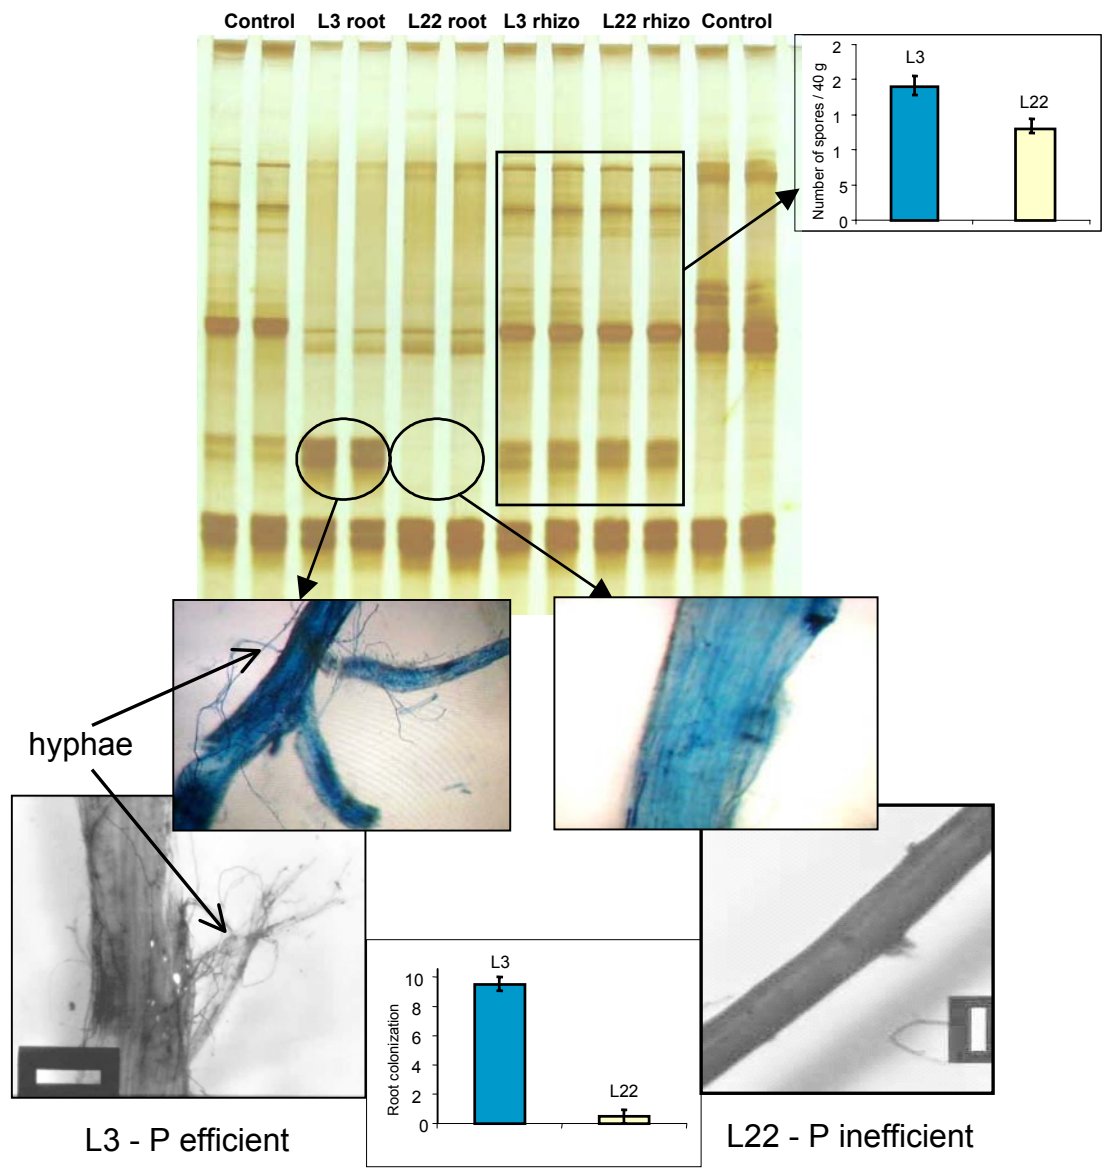 Control L3 root L22 root L3 rhizo L22 rhizo Control
Number of spores / 40 g
2
2
1
1
5
0
L3
L22
hyphae
Root colonization
10
8
6
4
2
0
L3
L22
L3 - P efficient
L22 - P inefficient